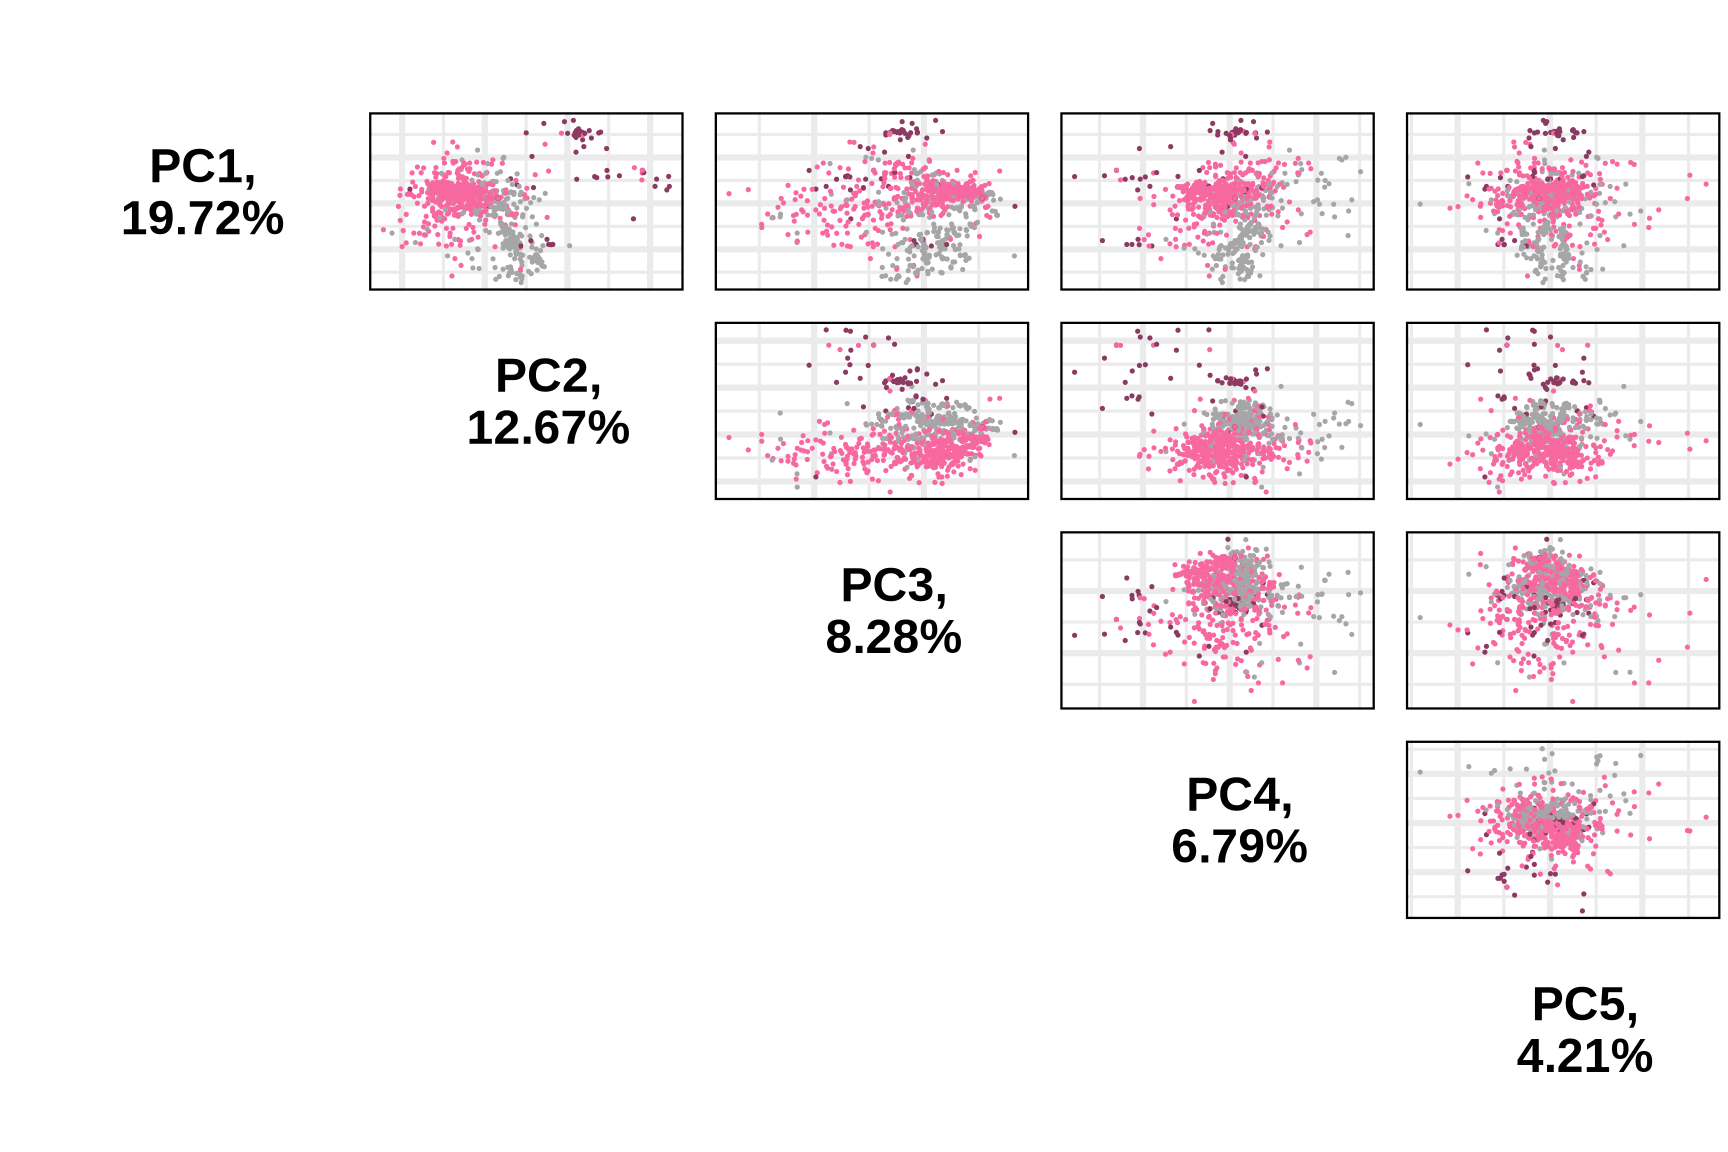 PC1,
19.72%
PC2,
12.67%
PC3,
8.28%
PC4,
6.79%
PC5,
4.21%